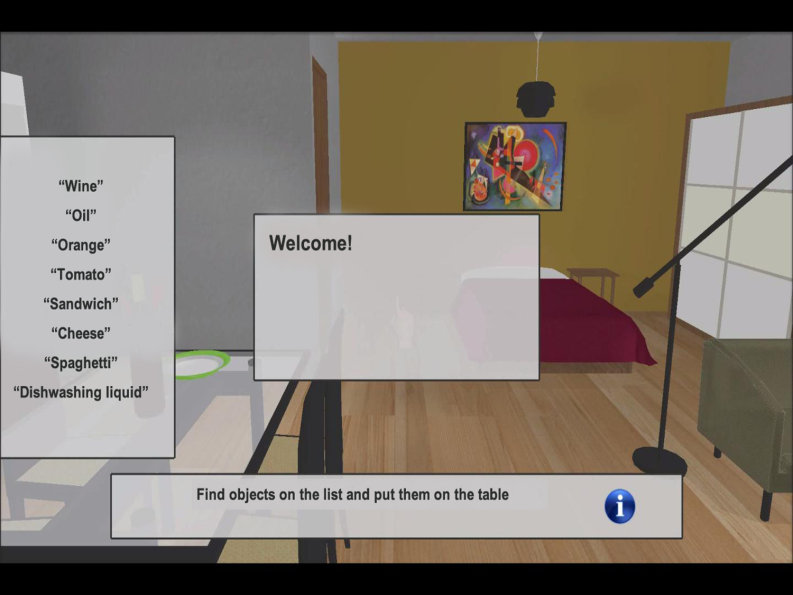 “Wine”
“Oil”
“Orange”
“Tomato”
“Sandwich”
“Cheese”
“Spaghetti”
“Dishwashing liquid”
Welcome!
Find objects on the list and put them on the table
i